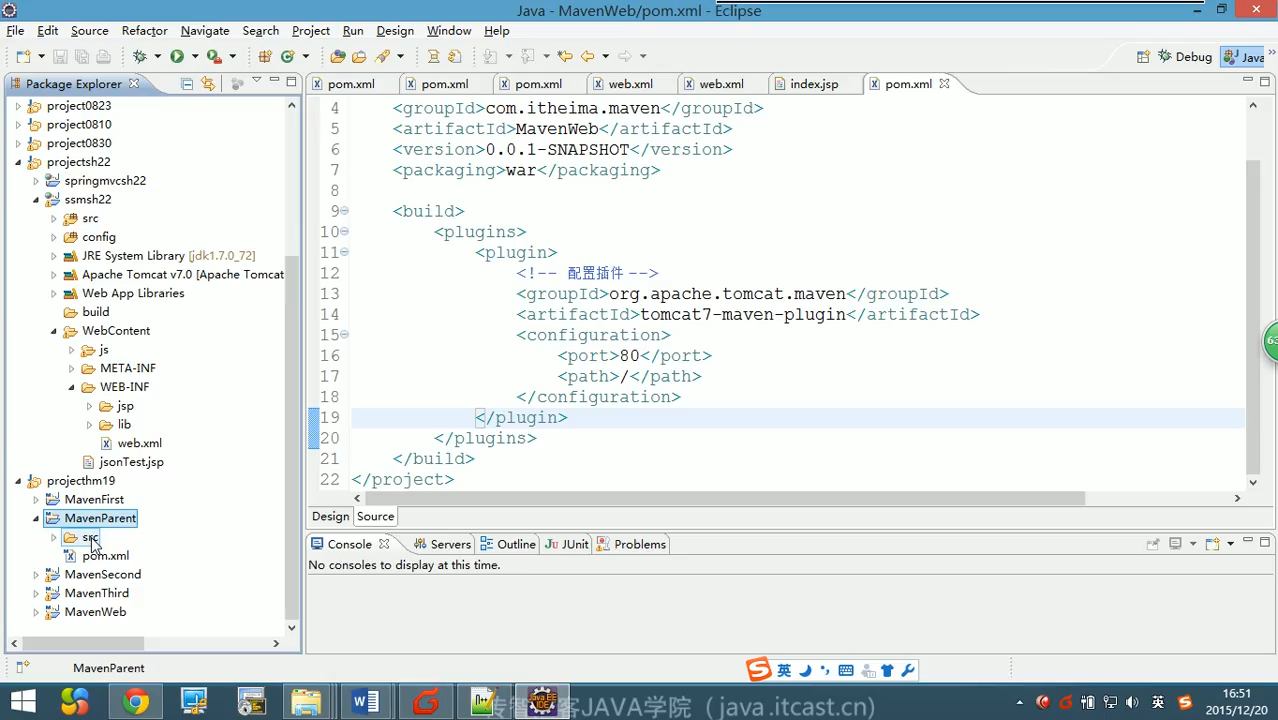 Java - MavenWeb/pom.xml - Eclipse
File Edit Source Refactor Navigate Search Project Run Design Window Help
Debug Java
Package Explorer
project0823
project0810
project0830
projectsh22
springmvcsh22
ssmsh22
src
config
JRE System Library [jdk1.7.0_72]
Apache Tomcat v7.0 [Apache Tomcat
Web App Libraries
build
WebContent
js
META-INF
WEB-INF
jsp
lib
web.xml
jsonTest.jsp
projecthm19
MavenFirst
MavenParent
src
pom.xml
MavenSecond
MavenThird
MavenWeb
pom.xml pom.xml pom.xml web.xml web.xml index.jsp pom.xml
4 <groupId>com.itheima.maven</groupId>
5 <artifactId>MavenWeb</artifactId>
6 <version>0.0.1-SNAPSHOT</version>
7 <packaging>war</packaging>
8
9 <build>
10 <plugins>
11 <plugin>
12 <!-- 配置插件 -->
13 <groupId>org.apache.tomcat.maven</groupId>
14 <artifactId>tomcat7-maven-plugin</artifactId>
15 <configuration>
16 <port>80</port>
17 <path>/</path>
18 </configuration>
19 </plugin>
20 </plugins>
21 </build>
22 </project>
Design Source
Console Servers Outline JUnit Problems
No consoles to display at this time.
63
MavenParent
英
传智播客JAVA学院（java.itcast.cn）
英
16:51
2015/12/20